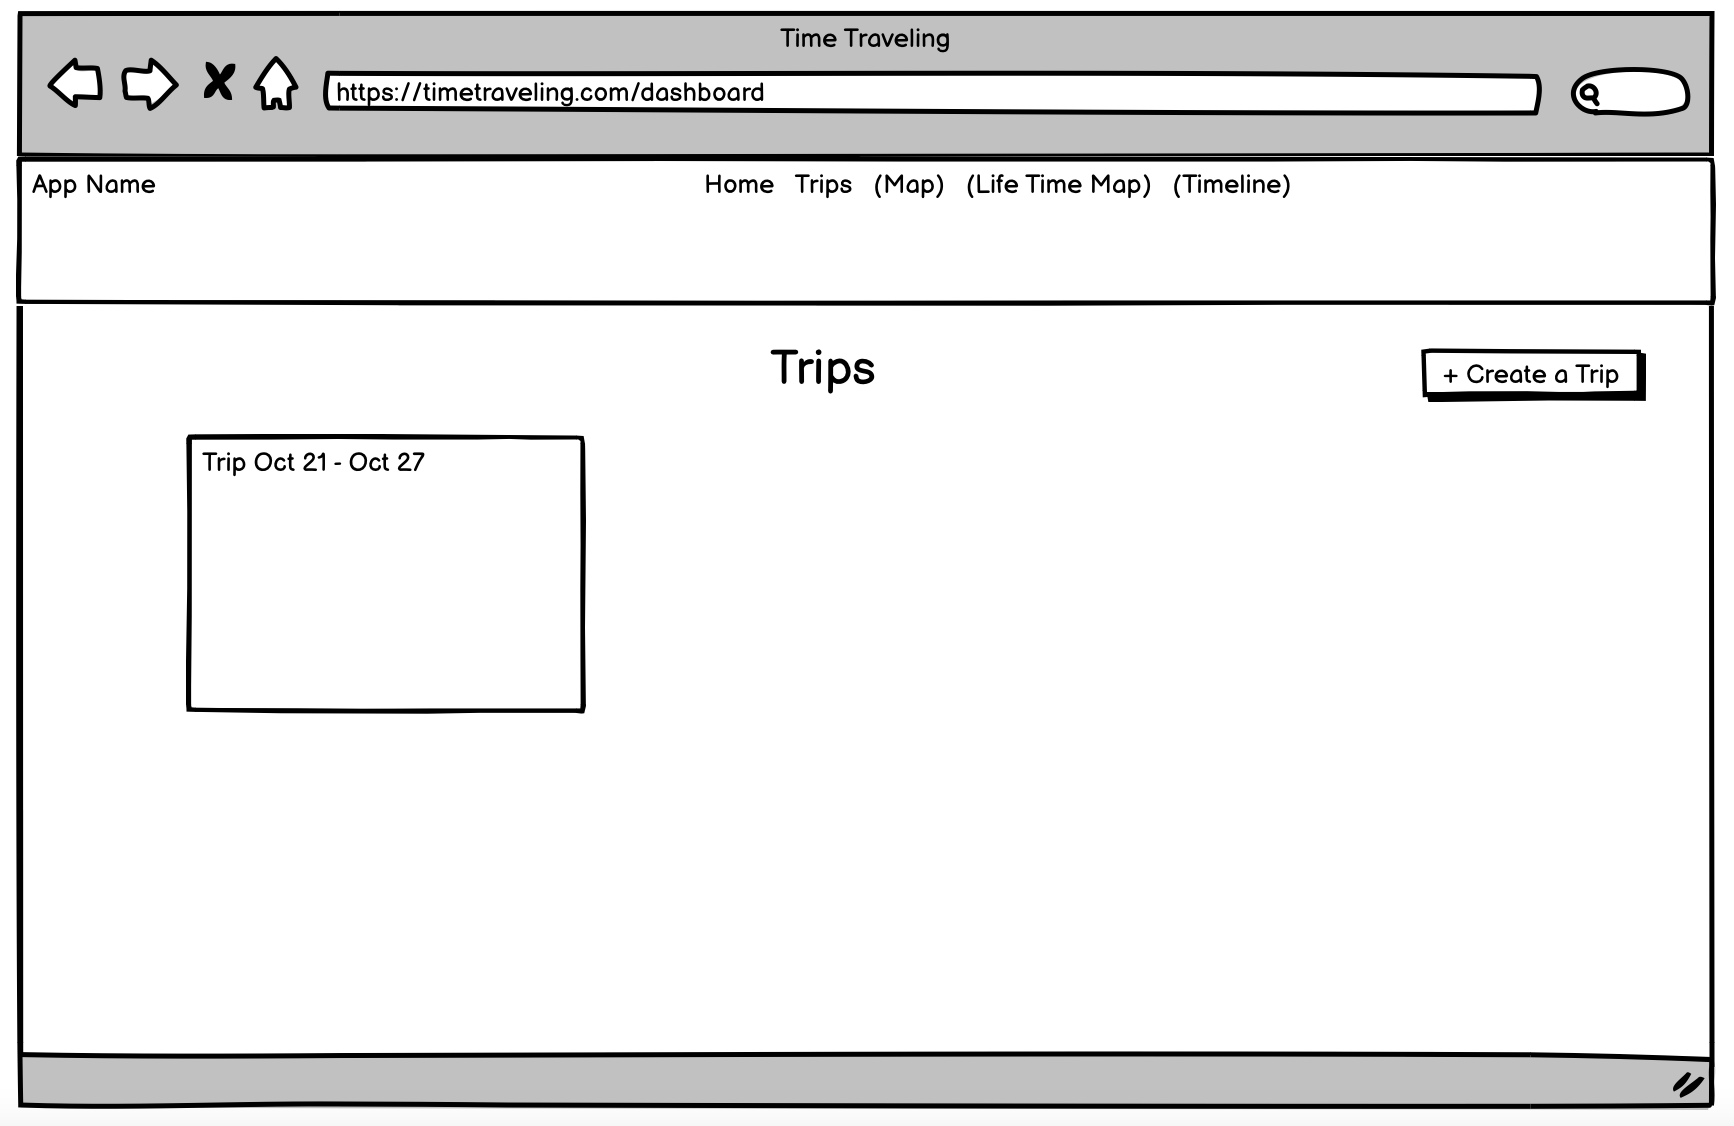 Time Traveling
https://timetraveling.com/dashboard
App Name
Home Trips (Map) (Life Time Map) (Timeline)
Trips
+ Create a Trip
Trip Oct 21 - Oct 27